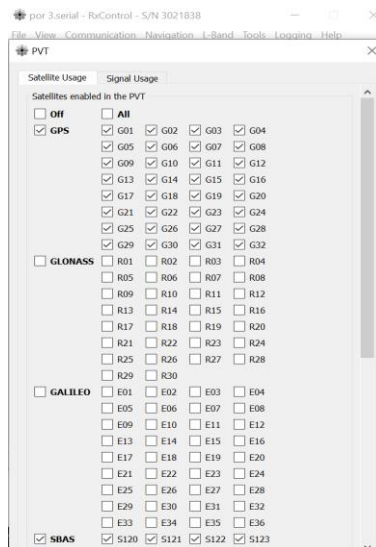 por 3.serial - RxControl - S/N 3021838
File View Communication Navigation L-Band Tools Logging Help
PVT
Satellite Usage Signal Usage
Satellites enabled in the PVT
Off All
GPS G01 G02 G03 G04
G05 G06 G07 G08
G09 G10 G11 G12
G13 G14 G15 G16
G17 G18 G19 G20
G21 G22 G23 G24
G25 G26 G27 G28
G29 G30 G31 G32
GLONASS R01 R02 R03 R04
R05 R06 R07 R08
R09 R10 R11 R12
R13 R14 R15 R16
R17 R18 R19 R20
R21 R22 R23 R24
R25 R26 R27 R28
R29 R30
GALILEO E01 E02 E03 E04
E05 E06 E07 E08
E09 E10 E11 E12
E13 E14 E15 E16
E17 E18 E19 E20
E21 E22 E23 E24
E25 E26 E27 E28
E29 E30 E31 E32
E33 E34 E35 E36
SBAS S120 S121 S122 S123